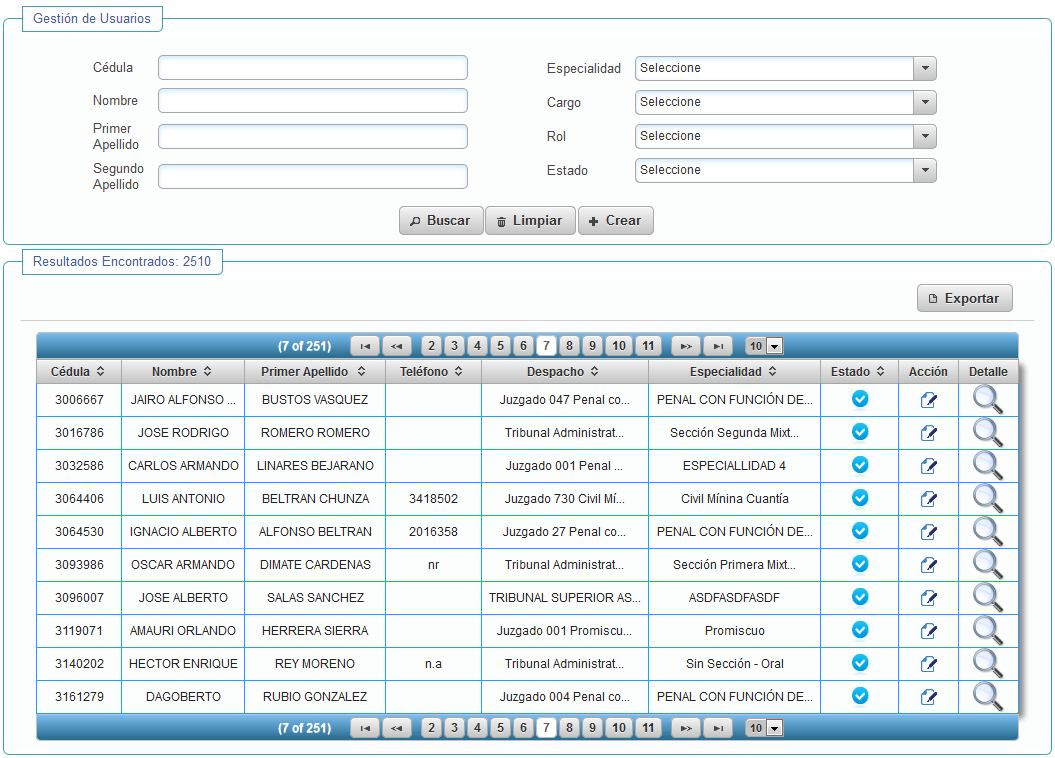 Gestión de Usuarios
Cédula
Especialidad Seleccione
Nombre
Cargo Seleccione
Primer Apellido
Rol Seleccione
Segundo Apellido
Estado Seleccione
Buscar Limpiar Crear
Resultados Encontrados: 2510
Exportar
(7 of 251) 2 3 4 5 6 7 8 9 10 11 10
Cédula Nombre Primer Apellido Teléfono Despacho Especialidad Estado Acción Detalle
3006667 JAIRO ALFONSO ... BUSTOS VASQUEZ Juzgado 047 Penal co... PENAL CON FUNCIÓN DE...
3016786 JOSE RODRIGO ROMERO ROMERO Tribunal Administrat... Sección Segunda Mixt...
3032586 CARLOS ARMANDO LINARES BEJARANO Juzgado 001 Penal ... ESPECIALLIDAD 4
3064406 LUIS ANTONIO BELTRAN CHUNZA 3418502 Juzgado 730 Civil Mí... Civil Mínina Cuantía
3064530 IGNACIO ALBERTO ALFONSO BELTRAN 2016358 Juzgado 27 Penal co... PENAL CON FUNCIÓN DE...
3093986 OSCAR ARMANDO DIMATE CARDENAS nr Tribunal Administrat... Sección Primera Mixt...
3096007 JOSE ALBERTO SALAS SANCHEZ TRIBUNAL SUPERIOR AS... ASDFASDFASDF
3119071 AMAURI ORLANDO HERRERA SIERRA Juzgado 001 Promiscu... Promiscuo
3140202 HECTOR ENRIQUE REY MORENO n.a Tribunal Administrat... Sin Sección - Oral
3161279 DAGOBERTO RUBIO GONZALEZ Juzgado 004 Penal co... PENAL CON FUNCIÓN DE...
(7 of 251) 2 3 4 5 6 7 8 9 10 11 10